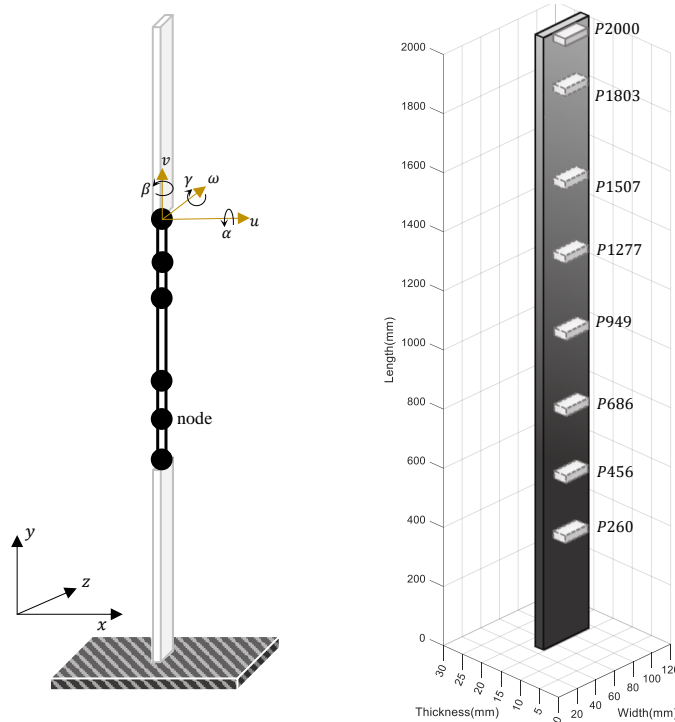 v
β
γ
ω
α
u
node
y
z
x
2000
1800
1600
1400
1200
1000
800
600
400
200
0
Length(mm)
P2000
P1803
P1507
P1277
P949
P686
P456
P260
30
25
20
15
10
5
0
Thickness(mm)
20
40
60
80
100
120
Width(mm)